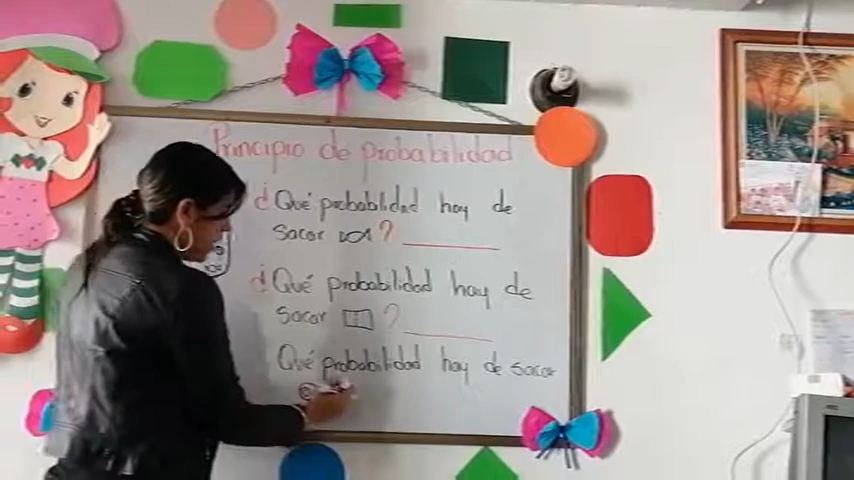 Principio de Probabilidad
¿Qué probabilidad hay de
Sacar ?
¿Qué probabilidad hay de
Sacar ?
Qué probabilidad hay de sacar